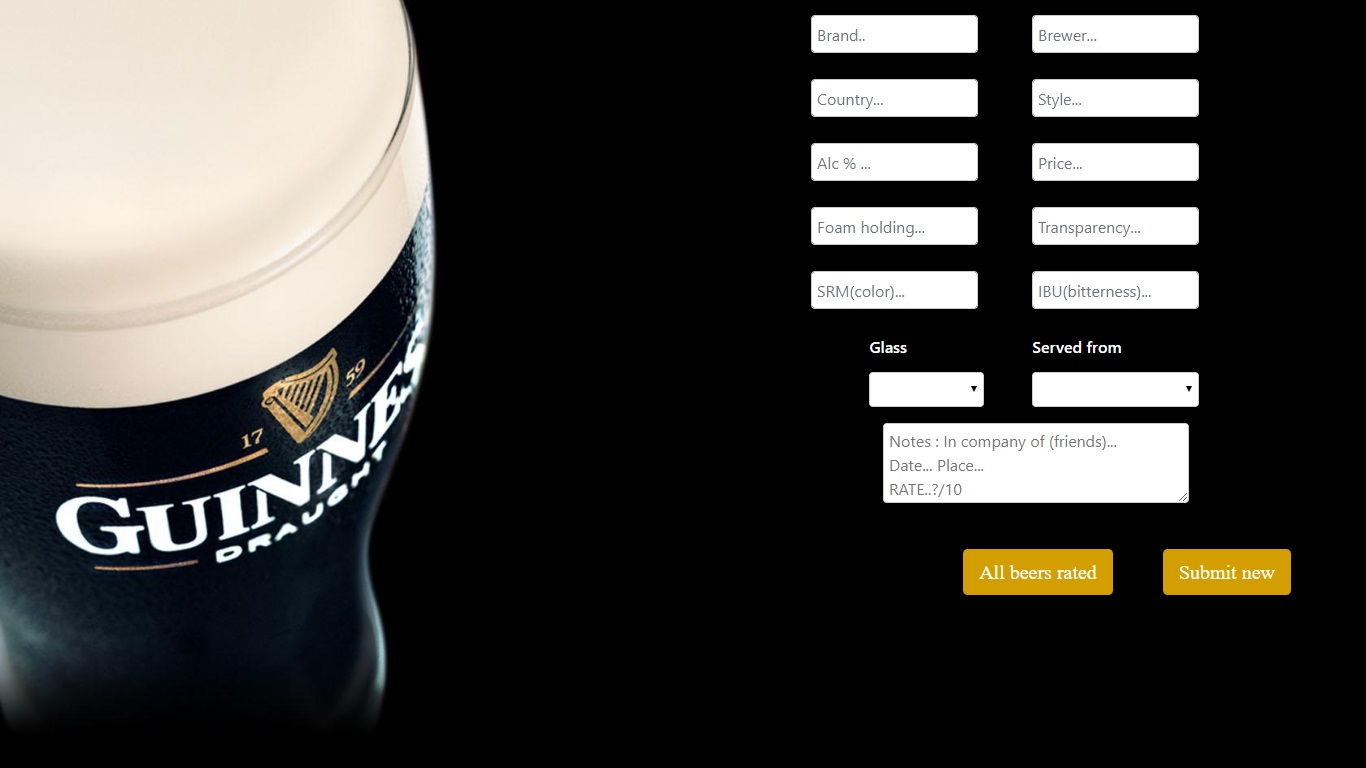 Brand..
Brewer...
Country...
Style...
Alc % ...
Price...
Foam holding...
Transparency...
SRM(color)...
IBU(bitterness)...
Glass
Served from
Notes : In company of (friends)...
Date... Place...
RATE..?/10
All beers rated
Submit new
17 59
GUINNESS
DRAUGHT